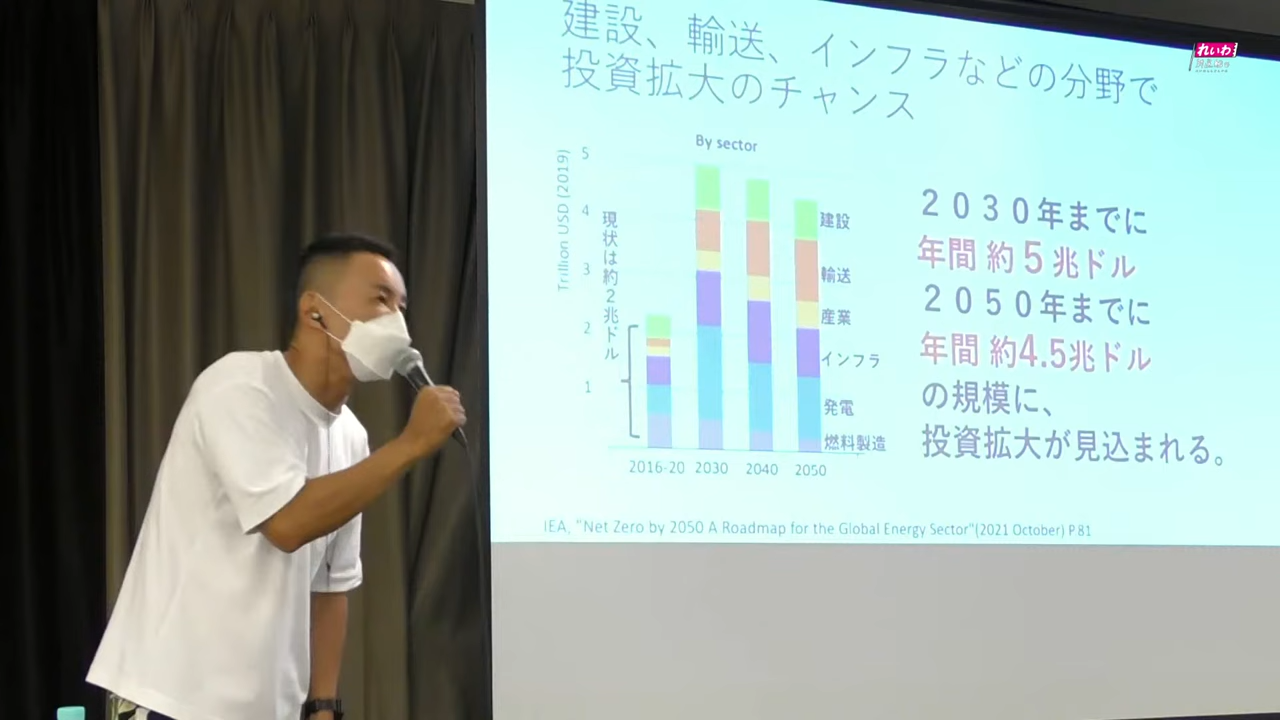 建設、輸送、インフラなどの分野で
投資拡大のチャンス
れいわ
By sector
Trillion USD (2019)
5
4
3
2
1
現状は約2兆ドル
建設
輸送
産業
インフラ
発電
燃料製造
2016-20 2030 2040 2050
2030年までに
年間 約5兆ドル
2050年までに
年間 約4.5兆ドル
の規模に、
投資拡大が見込まれる。
IEA, "Net Zero by 2050 A Roadmap for the Global Energy Sector"(2021 October) P.81